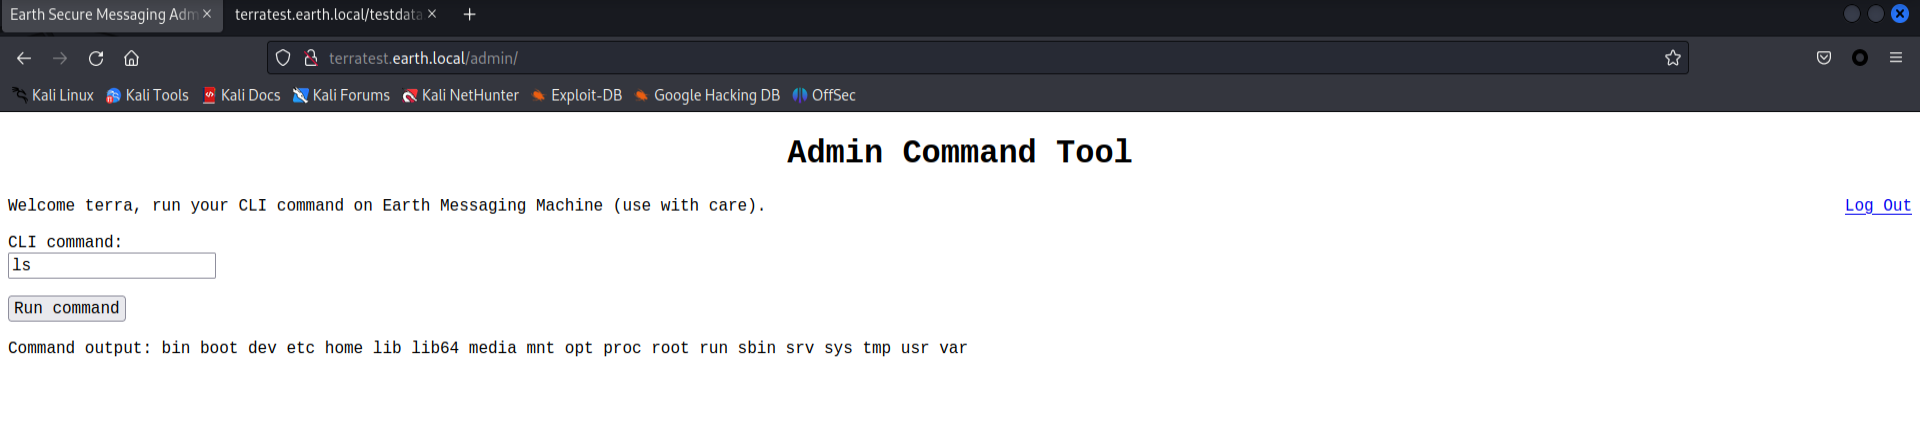 Earth Secure Messaging Adm
terratest.earth.local/testdata
terratest.earth.local/admin/
Kali Linux Kali Tools Kali Docs Kali Forums Kali NetHunter Exploit-DB Google Hacking DB OffSec
Admin Command Tool
Welcome terra, run your CLI command on Earth Messaging Machine (use with care).
Log Out
CLI command:
ls
Run command
Command output: bin boot dev etc home lib lib64 media mnt opt proc root run sbin srv sys tmp usr var